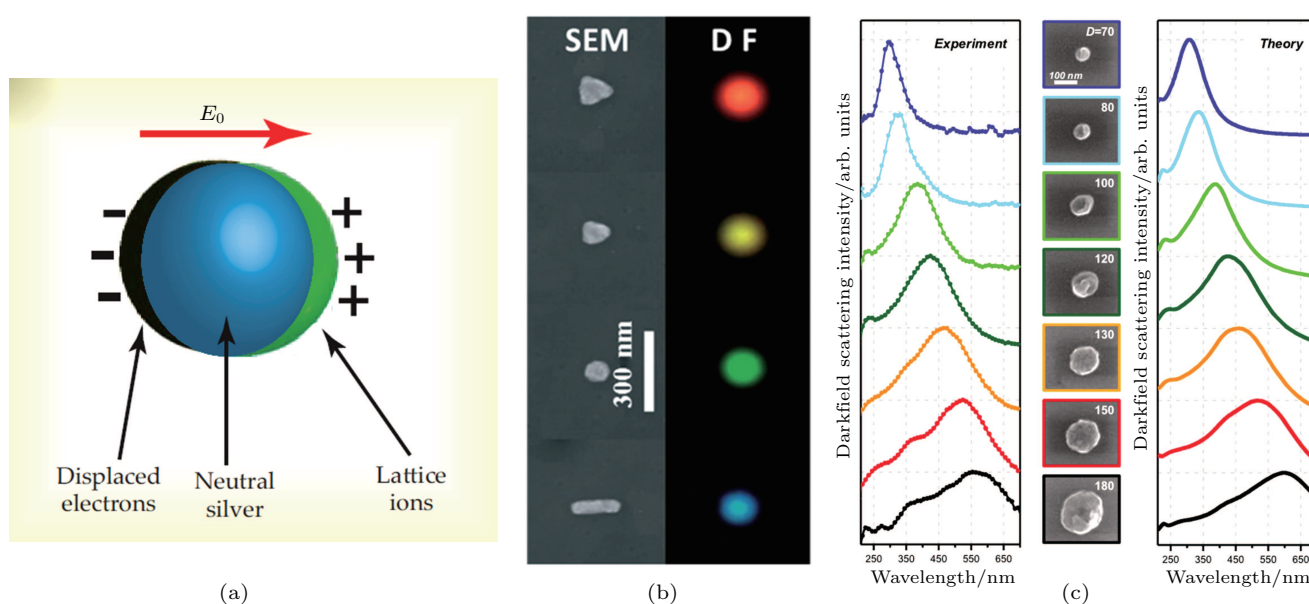 E₀
-
-
-
+
+
+
Displaced
electrons
Neutral
silver
Lattice
ions
(a)
SEM
D F
300 nm
(b)
Darkfield scattering intensity/arb. units
Experiment
250 350 450 550 650
Wavelength/nm
D=70
100 nm
80
100
120
130
150
180
(c)
Darkfield scattering intensity/arb. units
Theory
250 350 450 550 650
Wavelength/nm